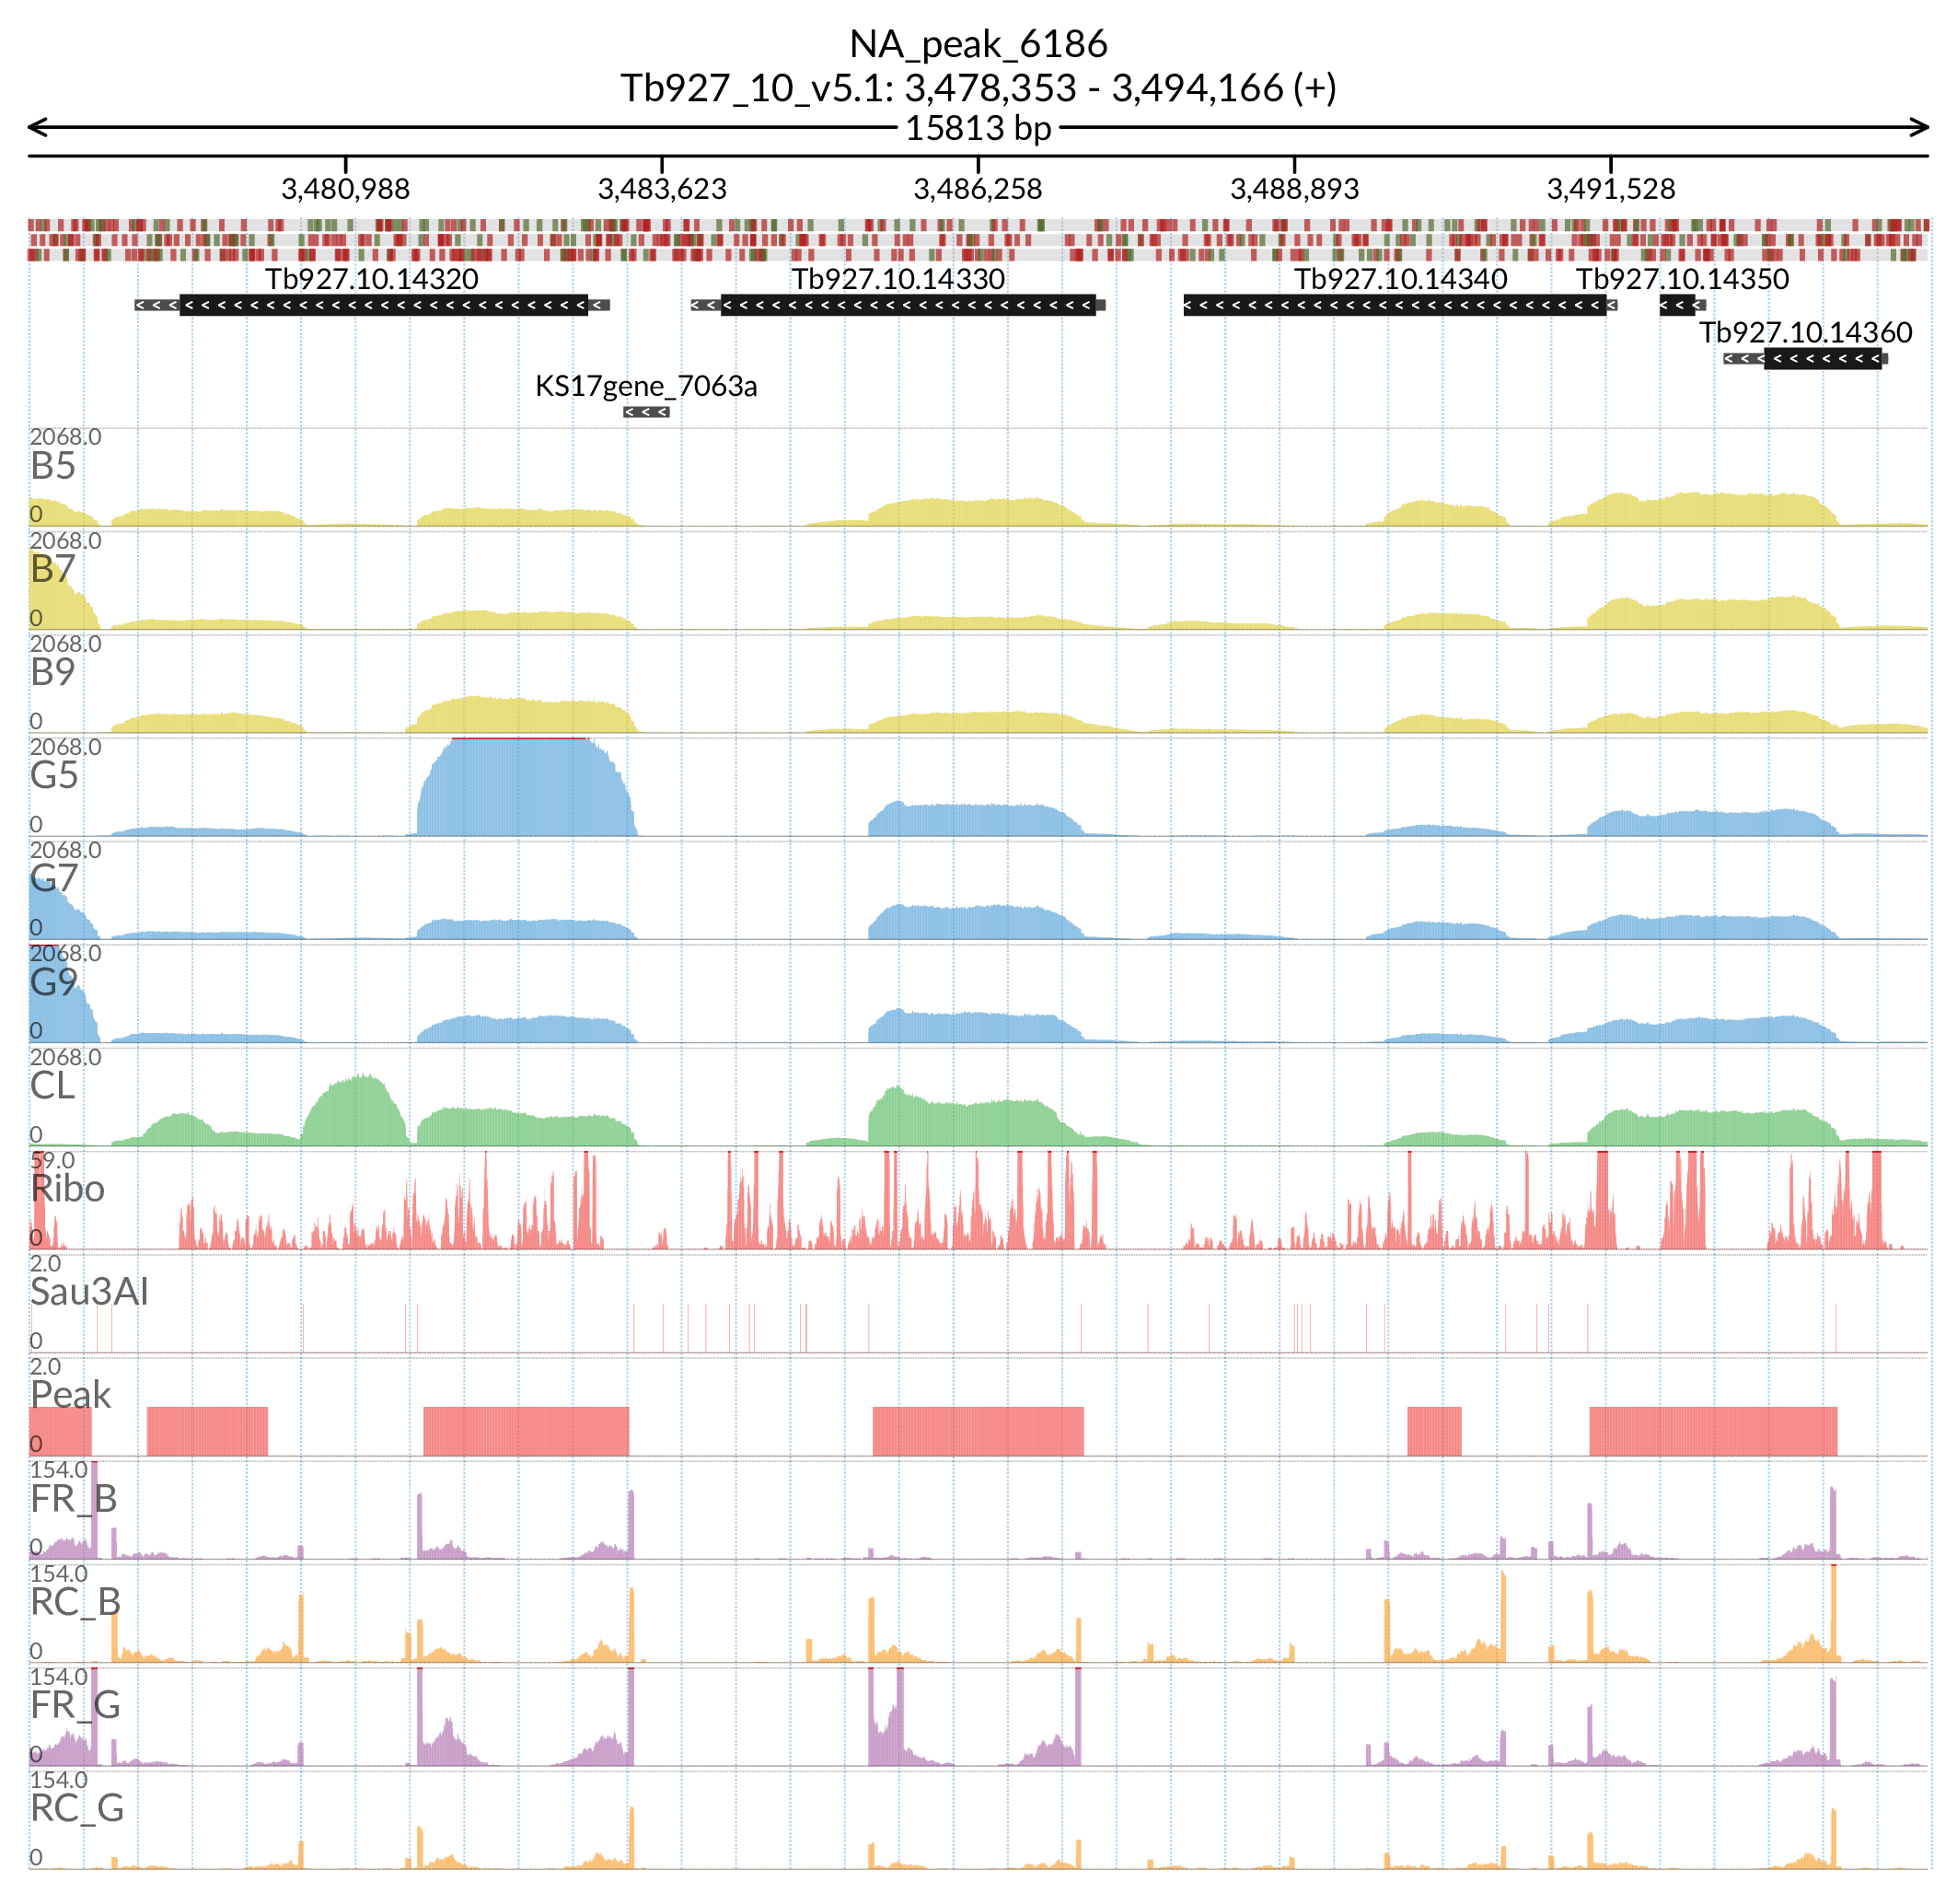 NA_peak_6186
Tb927_10_v5.1: 3,478,353 - 3,494,166 (+)
15813 bp
3,480,988 3,483,623 3,486,258 3,488,893 3,491,528
Tb927.10.14320 Tb927.10.14330 Tb927.10.14340 Tb927.10.14350
Tb927.10.14360
KS17gene_7063a
2068.0
B5
0
2068.0
B7
0
2068.0
B9
0
2068.0
G5
0
2068.0
G7
0
2068.0
G9
0
2068.0
CL
0
59.0
Ribo
0
2.0
Sau3AI
0
2.0
Peak
0
154.0
FR_B
0
154.0
RC_B
0
154.0
FR_G
0
154.0
RC_G
0